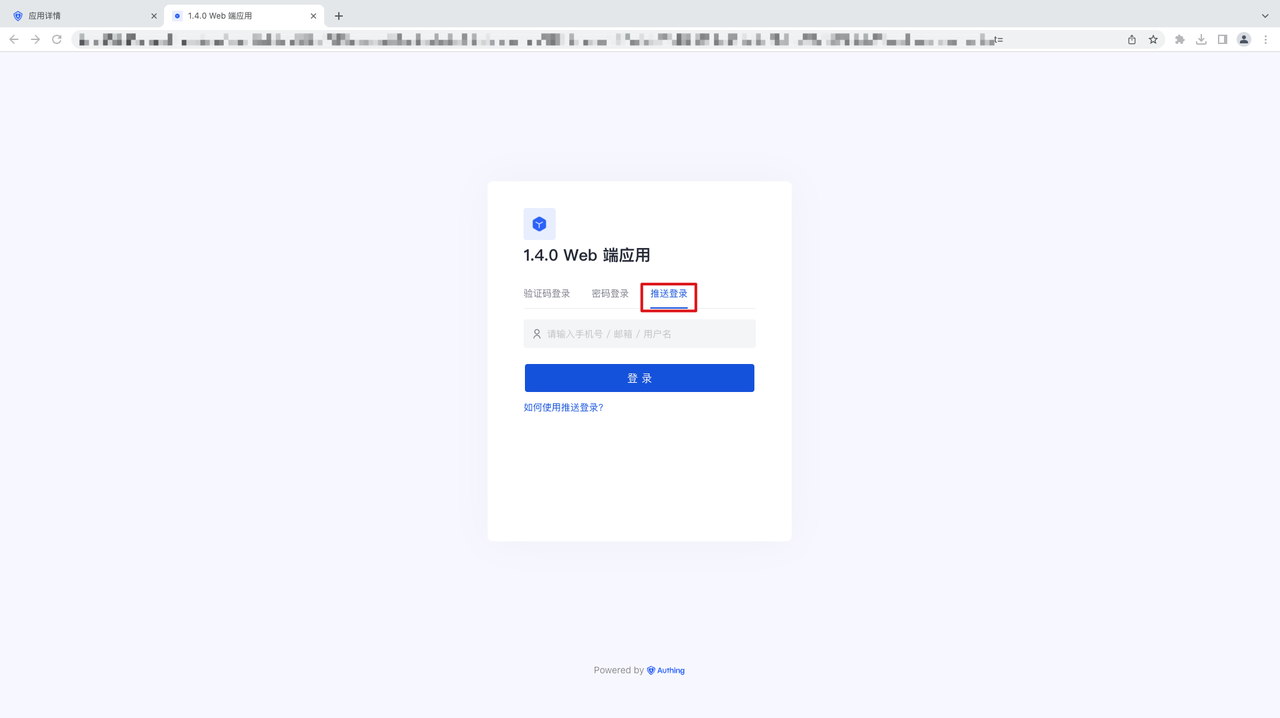 应用详情
1.4.0 Web 端应用
t=
1.4.0 Web 端应用
验证码登录 密码登录 推送登录
请输入手机号 / 邮箱 / 用户名
登 录
如何使用推送登录?
Powered by Authing